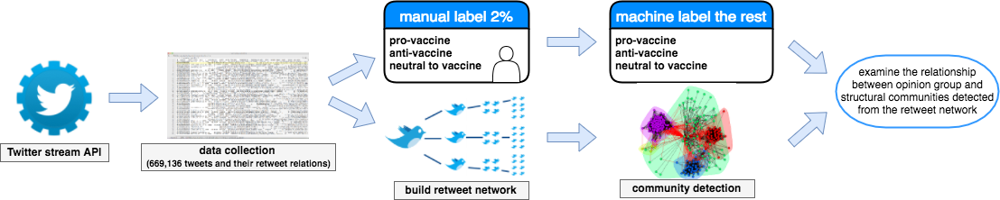 Twitter stream API
data collection
(669,136 tweets and their retweet relations)
manual label 2%
pro-vaccine
anti-vaccine
neutral to vaccine
build retweet network
machine label the rest
pro-vaccine
anti-vaccine
neutral to vaccine
community detection
examine the relationship
between opinion group and
structural communities detected
from the retweet network